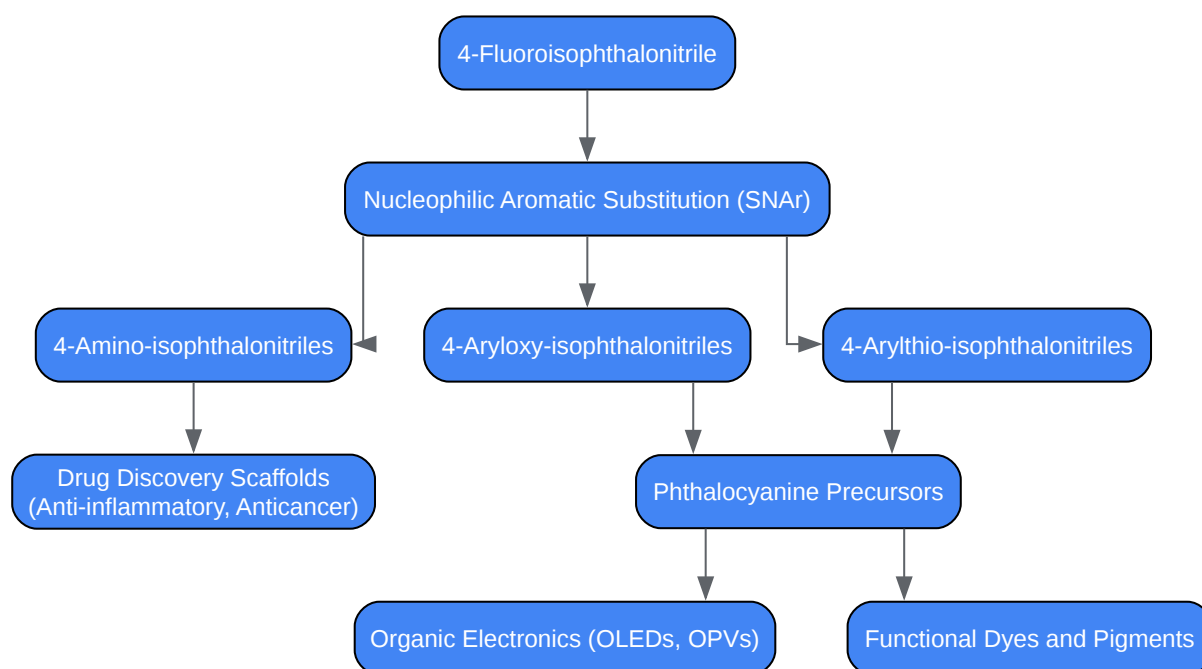 4-Fluoroisophthalonitrile
Nucleophilic Aromatic Substitution (SNAr)
4-Amino-isophthalonitriles
4-Aryloxy-isophthalonitriles
4-Arylthio-isophthalonitriles
Drug Discovery Scaffolds
(Anti-inflammatory, Anticancer)
Phthalocyanine Precursors
Organic Electronics (OLEDs, OPVs)
Functional Dyes and Pigments